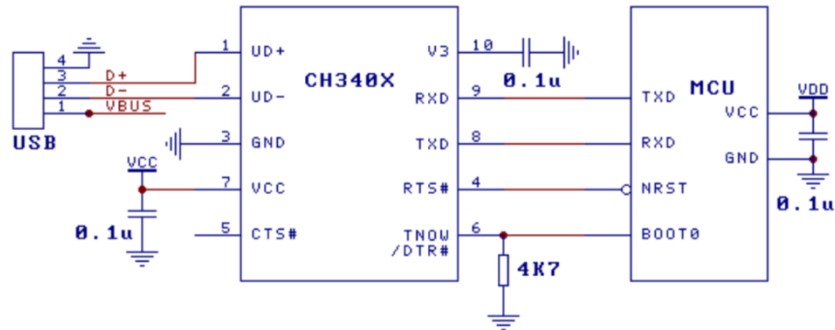 USB
4
3 D+
2 D-
1 VBUS
VCC
0.1u
CH340X
1 UD+
2 UD-
3 GND
7 VCC
5 CTS#
V3 10
RXD 9
TXD 8
RTS# 4
TNOW 6
/DTR#
0.1u
4K7
MCU
TXD
RXD
NRST
BOOT0
VCC
GND
VDD
0.1u